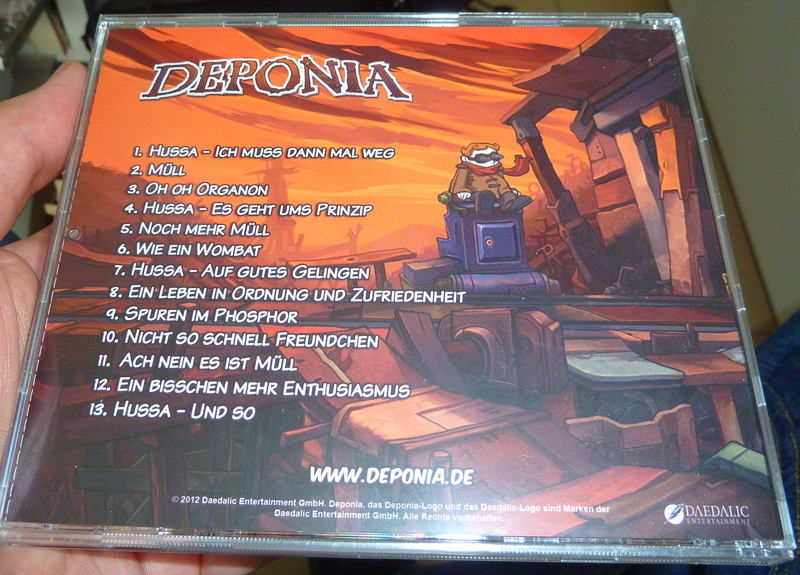 DEPONIA
1. HUSSA - ICH MUSS DANN MAL WEG
2. MÜLL
3. OH OH ORGANON
4. HUSSA - ES GEHT UMS PRINZIP
5. NOCH MEHR MÜLL
6. WIE EIN WOMBAT
7. HUSSA - AUF GUTES GELINGEN
8. EIN LEBEN IN ORDNUNG UND ZUFRIEDENHEIT
9. SPUREN IM PHOSPHOR
10. NICHT SO SCHNELL FREUNDCHEN
11. ACH NEIN ES IST MÜLL
12. EIN BISSCHEN MEHR ENTHUSIASMUS
13. HUSSA - UND SO
WWW.DEPONIA.DE
© 2012 Daedalic Entertainment GmbH. Deponia, das Deponia-Logo und das Daedalic-Logo sind Marken der
Daedalic Entertainment GmbH. Alle Rechte vorbehalten.
DAEDALIC
ENTERTAINMENT